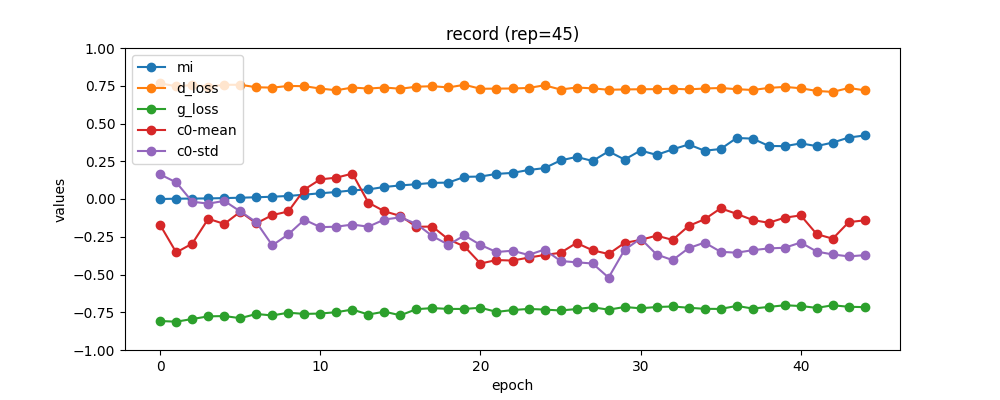 record (rep=45)
1.00
0.75
0.50
0.25
0.00
−0.25
−0.50
−0.75
−1.00
values
mi
d_loss
g_loss
c0-mean
c0-std
0 10 20 30 40
epoch